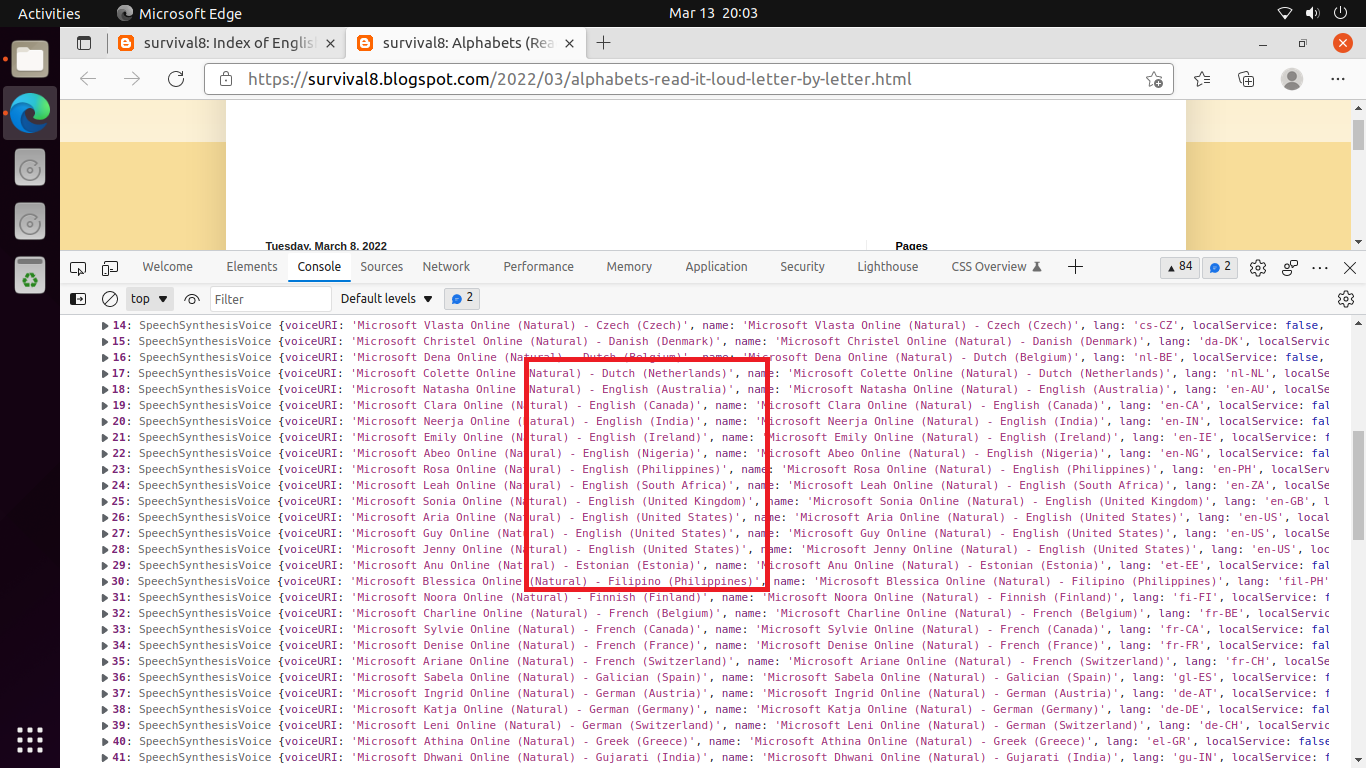 Activities Microsoft Edge Mar 13 20:03
survival8: Index of English survival8: Alphabets (Rea
https://survival8.blogspot.com/2022/03/alphabets-read-it-loud-letter-by-letter.html
Tuesday, March 8, 2022 Pages
Welcome Elements Console Sources Network Performance Memory Application Security Lighthouse CSS Overview 84 2
top Filter Default levels 2
14: SpeechSynthesisVoice {voiceURI: 'Microsoft Vlasta Online (Natural) - Czech (Czech)', name: 'Microsoft Vlasta Online (Natural) - Czech (Czech)', lang: 'cs-CZ', localService: false,
15: SpeechSynthesisVoice {voiceURI: 'Microsoft Christel Online (Natural) - Danish (Denmark)', name: 'Microsoft Christel Online (Natural) - Danish (Denmark)', lang: 'da-DK', localServic
16: SpeechSynthesisVoice {voiceURI: 'Microsoft Dena Online (Natural) - Dutch (Belgium)', name: 'Microsoft Dena Online (Natural) - Dutch (Belgium)', lang: 'nl-BE', localService: false,
17: SpeechSynthesisVoice {voiceURI: 'Microsoft Colette Online (Natural) - Dutch (Netherlands)', name: 'Microsoft Colette Online (Natural) - Dutch (Netherlands)', lang: 'nl-NL', localSe
18: SpeechSynthesisVoice {voiceURI: 'Microsoft Natasha Online (Natural) - English (Australia)', name: 'Microsoft Natasha Online (Natural) - English (Australia)', lang: 'en-AU', localSe
19: SpeechSynthesisVoice {voiceURI: 'Microsoft Clara Online (Natural) - English (Canada)', name: 'Microsoft Clara Online (Natural) - English (Canada)', lang: 'en-CA', localService: fal
20: SpeechSynthesisVoice {voiceURI: 'Microsoft Neerja Online (Natural) - English (India)', name: 'Microsoft Neerja Online (Natural) - English (India)', lang: 'en-IN', localService: fal
21: SpeechSynthesisVoice {voiceURI: 'Microsoft Emily Online (Natural) - English (Ireland)', name: 'Microsoft Emily Online (Natural) - English (Ireland)', lang: 'en-IE', localService: f
22: SpeechSynthesisVoice {voiceURI: 'Microsoft Abeo Online (Natural) - English (Nigeria)', name: 'Microsoft Abeo Online (Natural) - English (Nigeria)', lang: 'en-NG', localService: fal
23: SpeechSynthesisVoice {voiceURI: 'Microsoft Rosa Online (Natural) - English (Philippines)', name: 'Microsoft Rosa Online (Natural) - English (Philippines)', lang: 'en-PH', localServ
24: SpeechSynthesisVoice {voiceURI: 'Microsoft Leah Online (Natural) - English (South Africa)', name: 'Microsoft Leah Online (Natural) - English (South Africa)', lang: 'en-ZA', localSe
25: SpeechSynthesisVoice {voiceURI: 'Microsoft Sonia Online (Natural) - English (United Kingdom)', name: 'Microsoft Sonia Online (Natural) - English (United Kingdom)', lang: 'en-GB', l
26: SpeechSynthesisVoice {voiceURI: 'Microsoft Aria Online (Natural) - English (United States)', name: 'Microsoft Aria Online (Natural) - English (United States)', lang: 'en-US', local
27: SpeechSynthesisVoice {voiceURI: 'Microsoft Guy Online (Natural) - English (United States)', name: 'Microsoft Guy Online (Natural) - English (United States)', lang: 'en-US', localSe
28: SpeechSynthesisVoice {voiceURI: 'Microsoft Jenny Online (Natural) - English (United States)', name: 'Microsoft Jenny Online (Natural) - English (United States)', lang: 'en-US', loc
29: SpeechSynthesisVoice {voiceURI: 'Microsoft Anu Online (Natural) - Estonian (Estonia)', name: 'Microsoft Anu Online (Natural) - Estonian (Estonia)', lang: 'et-EE', localService: fal
30: SpeechSynthesisVoice {voiceURI: 'Microsoft Blessica Online (Natural) - Filipino (Philippines)', name: 'Microsoft Blessica Online (Natural) - Filipino (Philippines)', lang: 'fil-PH'
31: SpeechSynthesisVoice {voiceURI: 'Microsoft Noora Online (Natural) - Finnish (Finland)', name: 'Microsoft Noora Online (Natural) - Finnish (Finland)', lang: 'fi-FI', localService: f
32: SpeechSynthesisVoice {voiceURI: 'Microsoft Charline Online (Natural) - French (Belgium)', name: 'Microsoft Charline Online (Natural) - French (Belgium)', lang: 'fr-BE', localServic
33: SpeechSynthesisVoice {voiceURI: 'Microsoft Sylvie Online (Natural) - French (Canada)', name: 'Microsoft Sylvie Online (Natural) - French (Canada)', lang: 'fr-CA', localService: fal
34: SpeechSynthesisVoice {voiceURI: 'Microsoft Denise Online (Natural) - French (France)', name: 'Microsoft Denise Online (Natural) - French (France)', lang: 'fr-FR', localService: fal
35: SpeechSynthesisVoice {voiceURI: 'Microsoft Ariane Online (Natural) - French (Switzerland)', name: 'Microsoft Ariane Online (Natural) - French (Switzerland)', lang: 'fr-CH', localSe
36: SpeechSynthesisVoice {voiceURI: 'Microsoft Sabela Online (Natural) - Galician (Spain)', name: 'Microsoft Sabela Online (Natural) - Galician (Spain)', lang: 'gl-ES', localService: f
37: SpeechSynthesisVoice {voiceURI: 'Microsoft Ingrid Online (Natural) - German (Austria)', name: 'Microsoft Ingrid Online (Natural) - German (Austria)', lang: 'de-AT', localService: f
38: SpeechSynthesisVoice {voiceURI: 'Microsoft Katja Online (Natural) - German (Germany)', name: 'Microsoft Katja Online (Natural) - German (Germany)', lang: 'de-DE', localService: fal
39: SpeechSynthesisVoice {voiceURI: 'Microsoft Leni Online (Natural) - German (Switzerland)', name: 'Microsoft Leni Online (Natural) - German (Switzerland)', lang: 'de-CH', localServic
40: SpeechSynthesisVoice {voiceURI: 'Microsoft Athina Online (Natural) - Greek (Greece)', name: 'Microsoft Athina Online (Natural) - Greek (Greece)', lang: 'el-GR', localService: false
41: SpeechSynthesisVoice {voiceURI: 'Microsoft Dhwani Online (Natural) - Gujarati (India)', name: 'Microsoft Dhwani Online (Natural) - Gujarati (India)', lang: 'gu-IN', localService: f